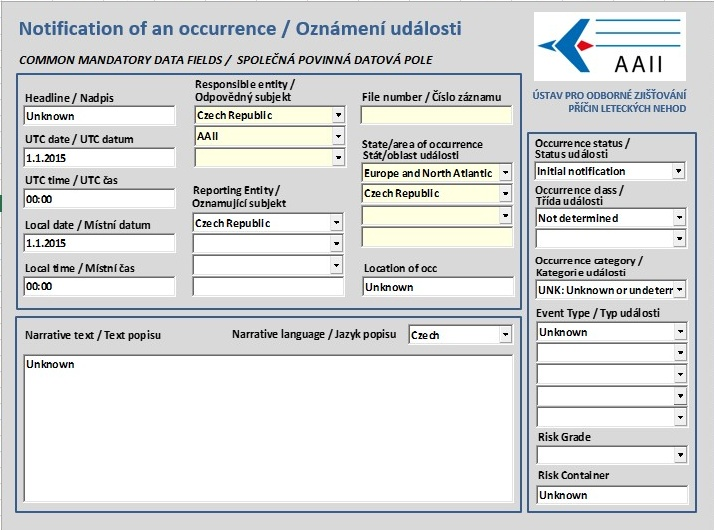 Notification of an occurrence / Oznámení události
COMMON MANDATORY DATA FIELDS / SPOLEČNÁ POVINNÁ DATOVÁ POLE
AAII
ÚSTAV PRO ODBORNÉ ZJIŠŤOVÁNÍ
PŘÍČIN LETECKÝCH NEHOD
Headline / Nadpis
Unknown
UTC date / UTC datum
1.1.2015
UTC time / UTC čas
00:00
Local date / Místní datum
1.1.2015
Local time / Místní čas
00:00
Responsible entity /
Odpovědný subjekt
Czech Republic
AAII
Reporting Entity /
Oznamující subjekt
Czech Republic
File number / Číslo záznamu
State/area of occurrence
Stát/oblast události
Europe and North Atlantic
Czech Republic
Location of occ
Unknown
Occurrence status /
Status události
Initial notification
Occurrence class /
Třída události
Not determined
Occurrence category /
Kategorie události
UNK: Unknown or undeterr
Event Type / Typ události
Unknown
Risk Grade
Risk Container
Unknown
Narrative text / Text popisu
Narrative language / Jazyk popisu
Czech
Unknown